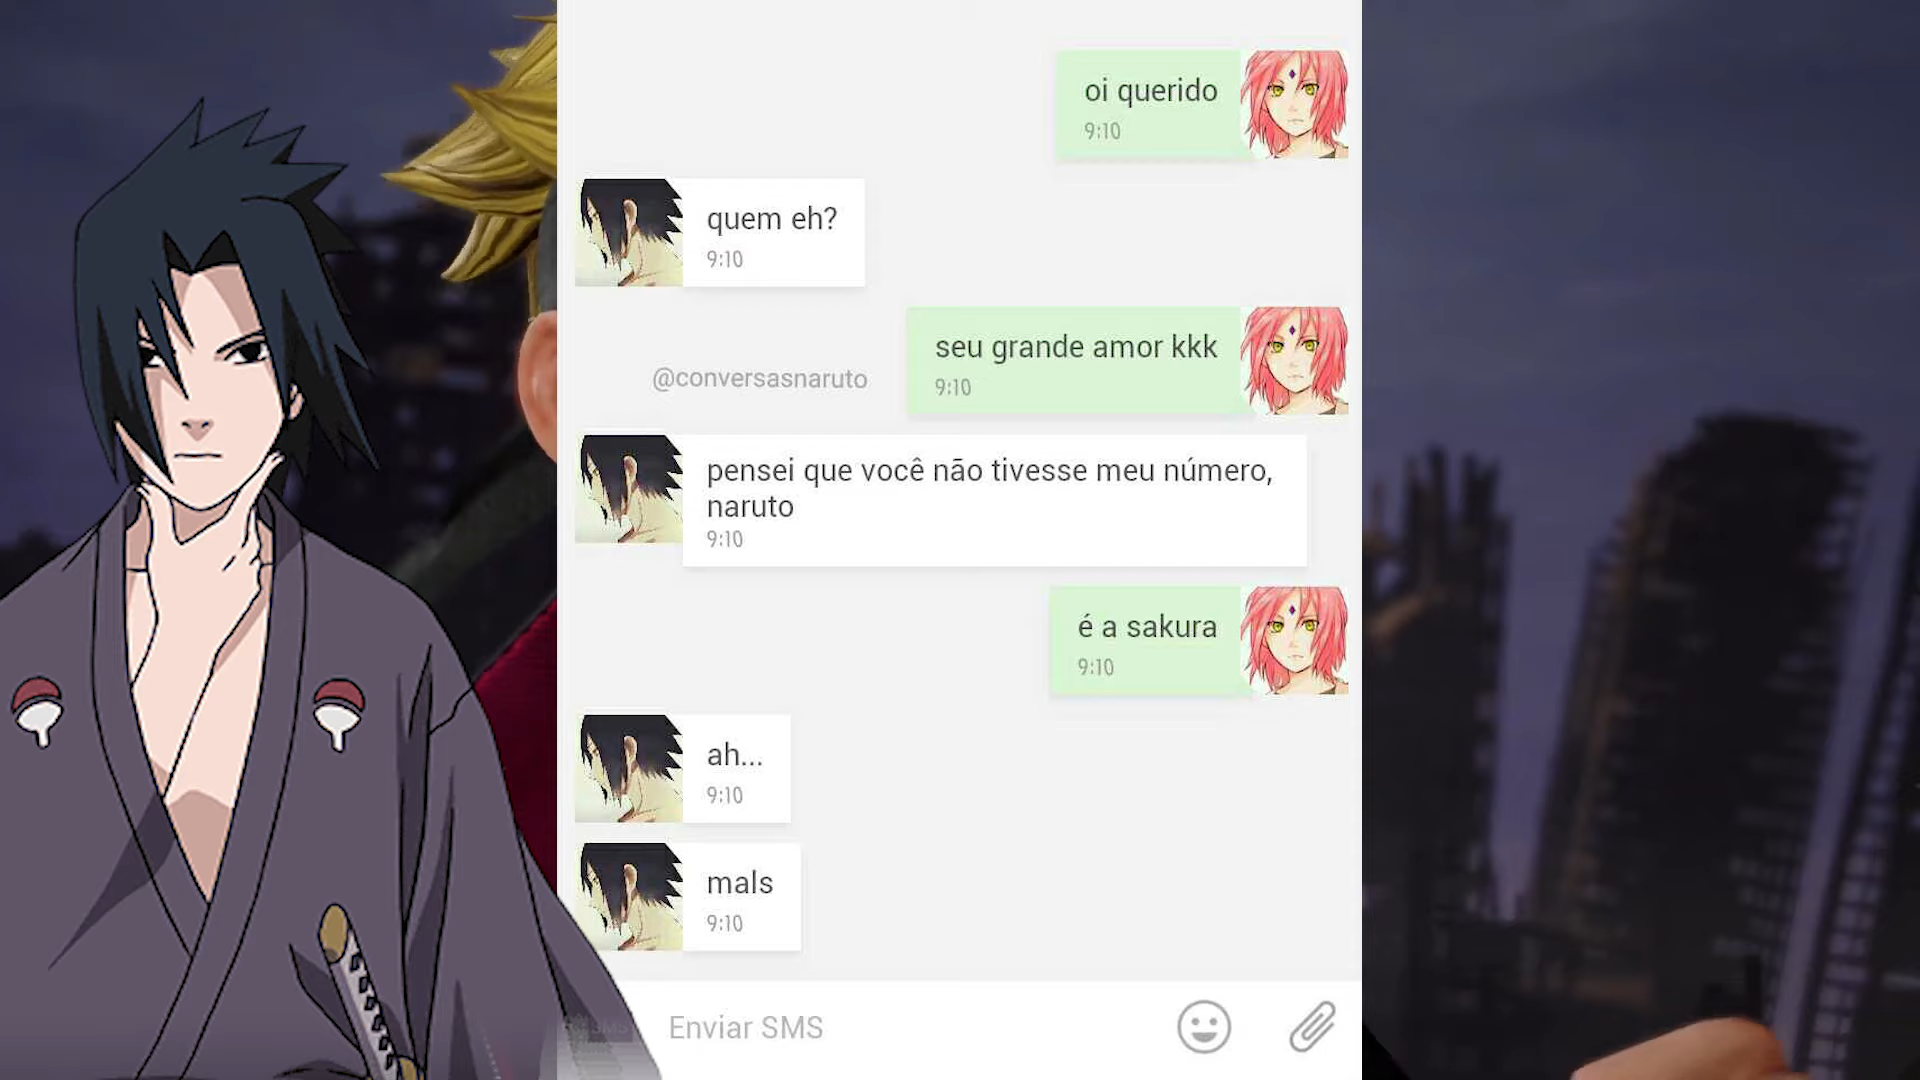 oi querido
9:10
quem eh?
9:10
seu grande amor kkk
9:10
@conversasnaruto
pensei que você não tivesse meu número,
naruto
9:10
é a sakura
9:10
ah...
9:10
mals
9:10
Enviar SMS